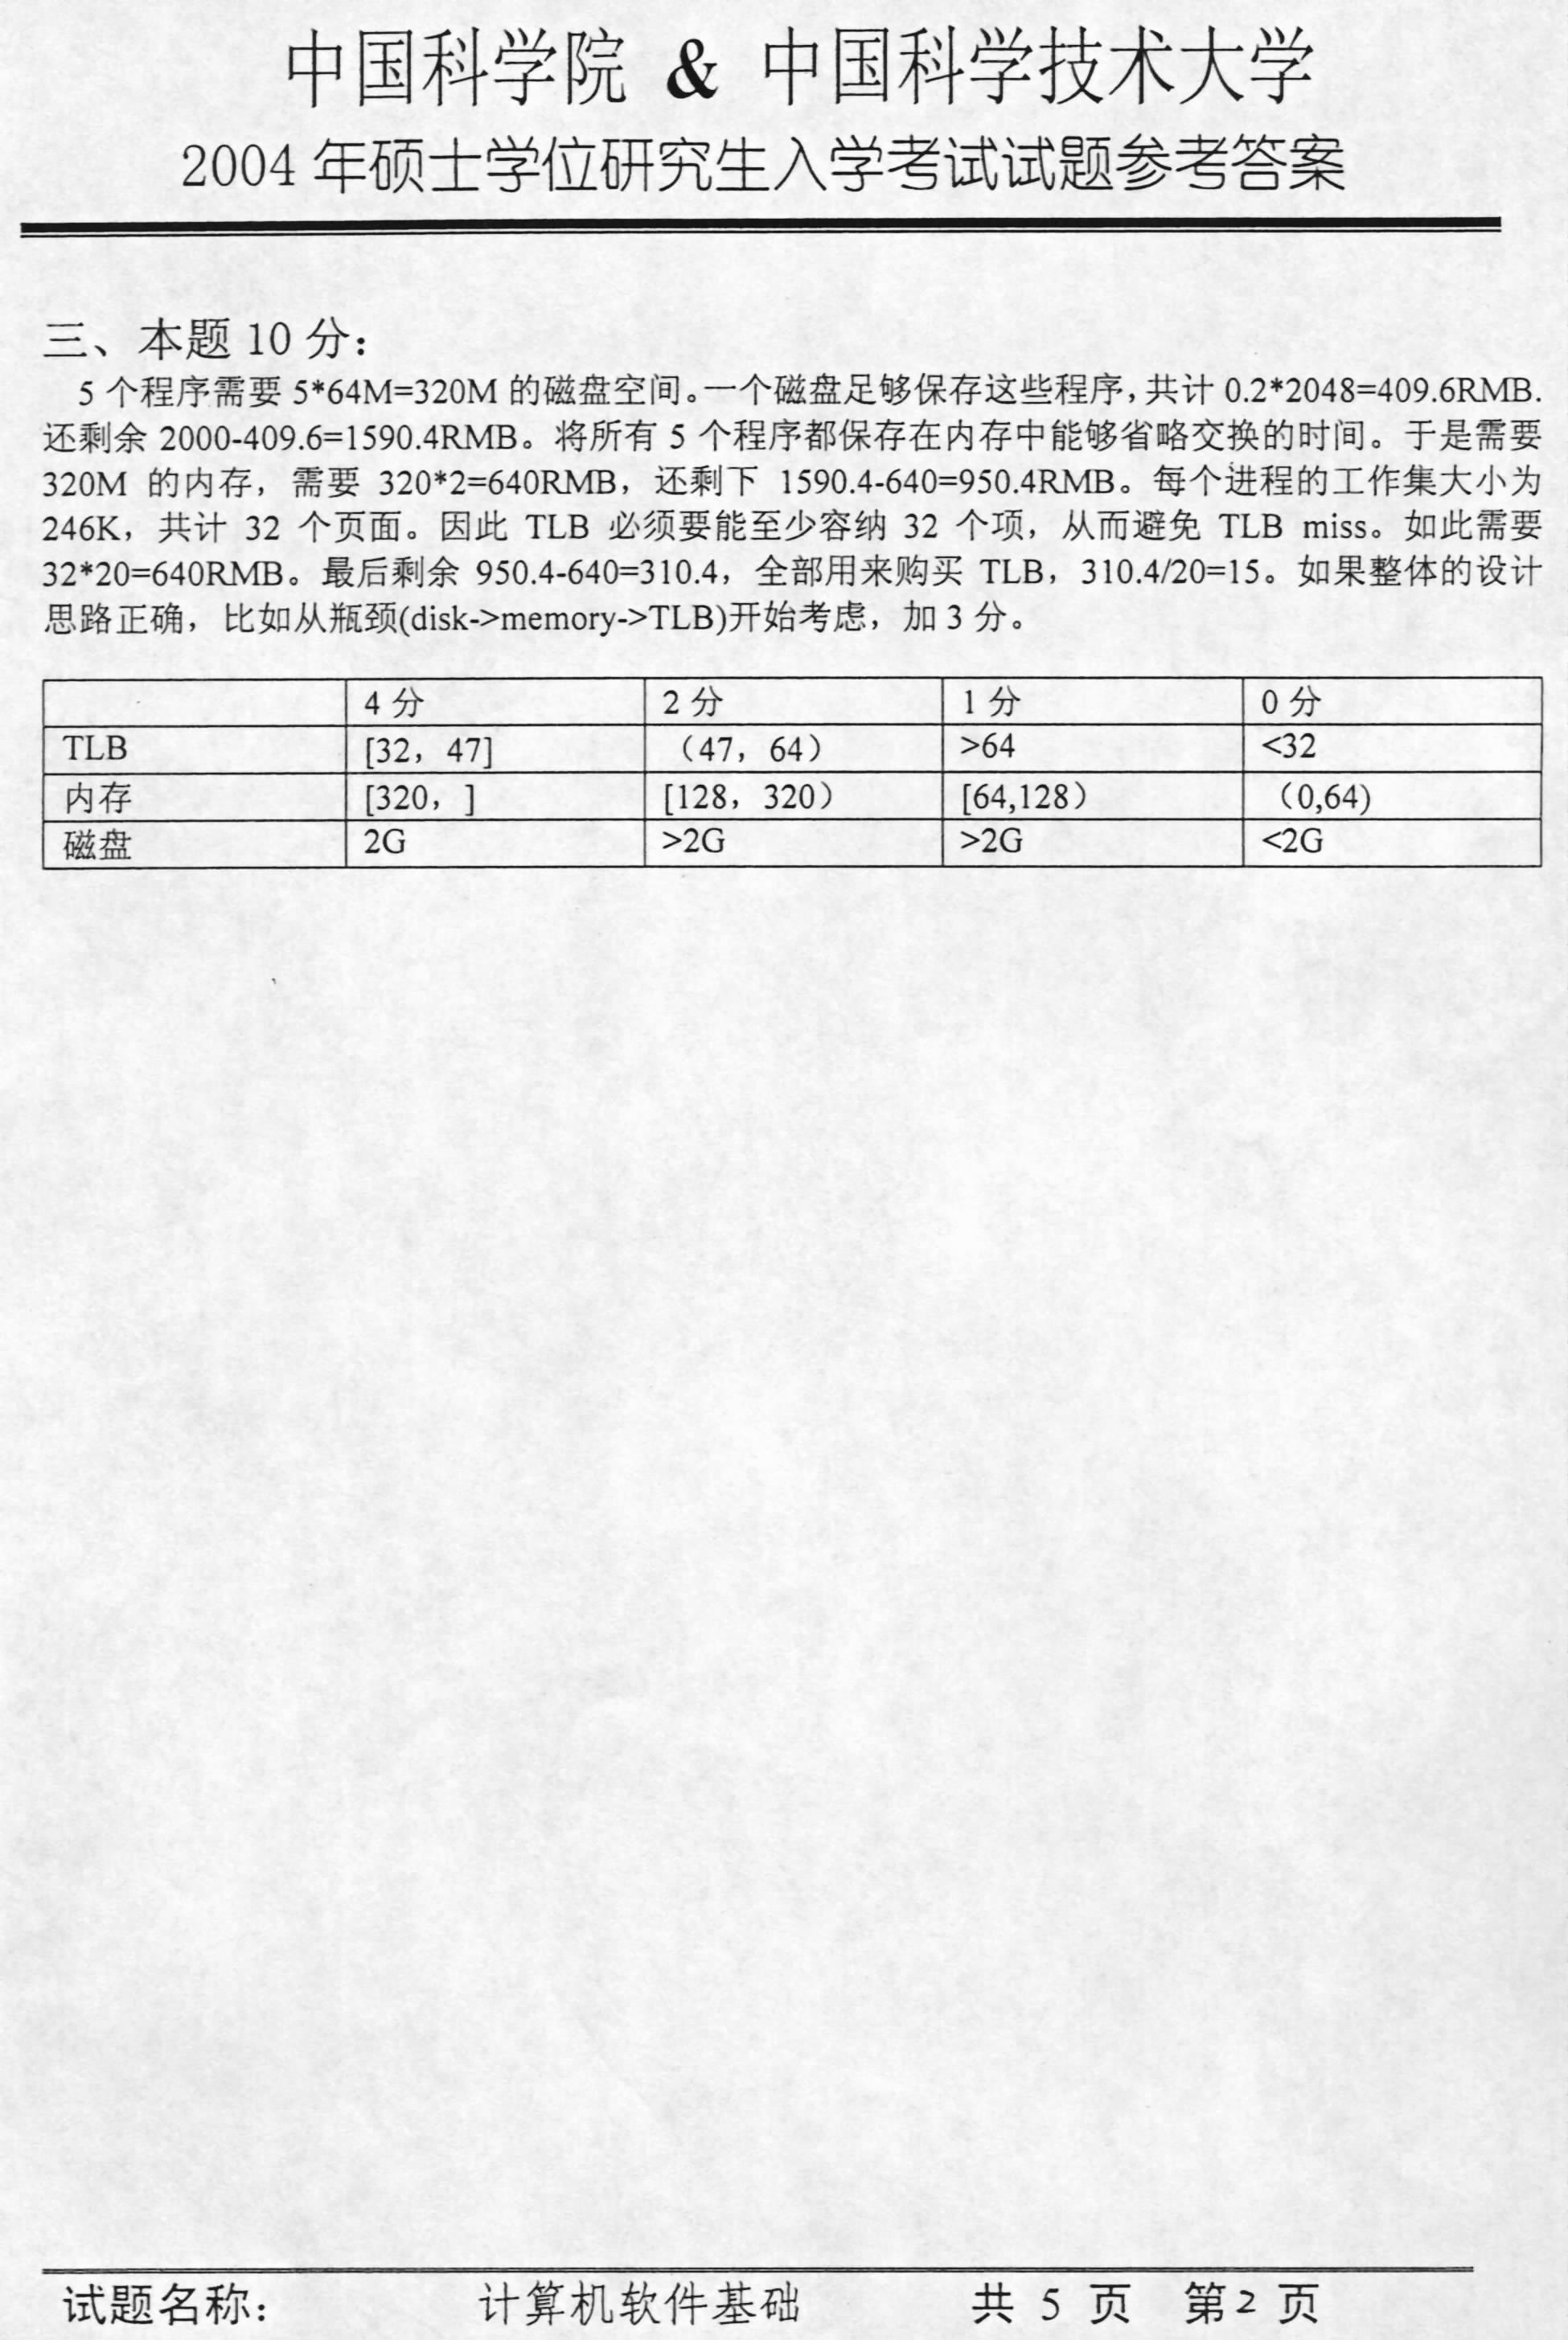 中国科学院 & 中国科学技术大学
2004 年硕士学位研究生入学考试试题参考答案
三、本题 10 分：
5 个程序需要 5*64M=320M 的磁盘空间。一个磁盘足够保存这些程序，共计 0.2*2048=409.6RMB.
还剩余 2000-409.6=1590.4RMB。将所有 5 个程序都保存在内存中能够省略交换的时间。于是需要
320M 的内存，需要 320*2=640RMB，还剩下 1590.4-640=950.4RMB。每个进程的工作集大小为
246K，共计 32 个页面。因此 TLB 必须要能至少容纳 32 个项，从而避免 TLB miss。如此需要
32*20=640RMB。最后剩余 950.4-640=310.4，全部用来购买 TLB，310.4/20=15。如果整体的设计
思路正确，比如从瓶颈(disk->memory->TLB)开始考虑，加 3 分。
4 分 2 分 1 分 0 分
TLB [32，47] （47，64） >64 <32
内存 [320，] [128，320） [64,128） （0,64)
磁盘 2G >2G >2G <2G
试题名称： 计算机软件基础 共 5 页 第2 页